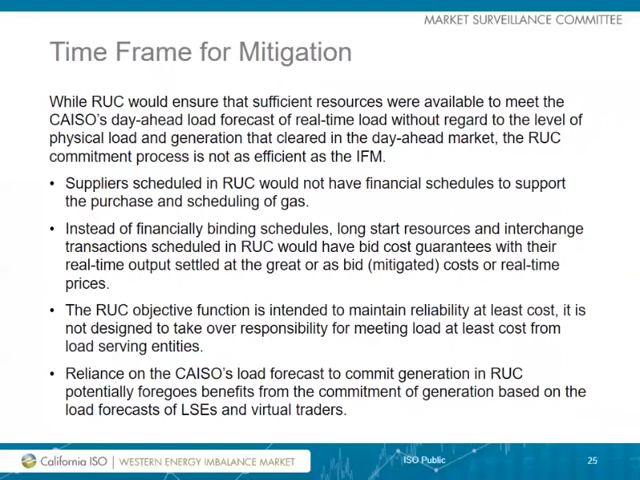 MARKET SURVEILLANCE COMMITTEE
Time Frame for Mitigation
While RUC would ensure that sufficient resources were available to meet the
CAISO's day-ahead load forecast of real-time load without regard to the level of
physical load and generation that cleared in the day-ahead market, the RUC
commitment process is not as efficient as the IFM.
• Suppliers scheduled in RUC would not have financial schedules to support
the purchase and scheduling of gas.
• Instead of financially binding schedules, long start resources and interchange
transactions scheduled in RUC would have bid cost guarantees with their
real-time output settled at the great or as bid (mitigated) costs or real-time
prices.
• The RUC objective function is intended to maintain reliability at least cost, it is
not designed to take over responsibility for meeting load at least cost from
load serving entities.
• Reliance on the CAISO's load forecast to commit generation in RUC
potentially foregoes benefits from the commitment of generation based on the
load forecasts of LSEs and virtual traders.
California ISO | WESTERN ENERGY IMBALANCE MARKET
ISO Public
25